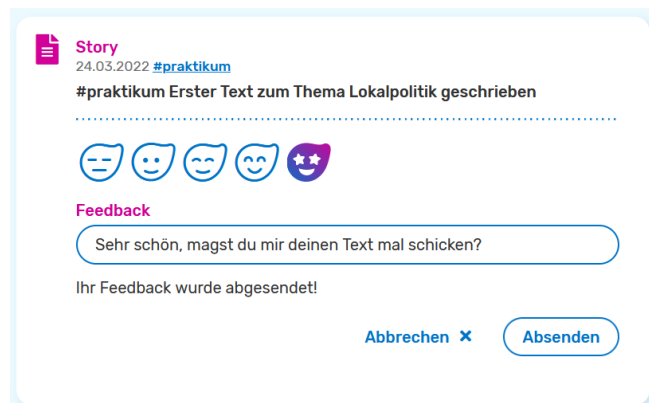 Story
24.03.2022 #praktikum
#praktikum Erster Text zum Thema Lokalpolitik geschrieben
Feedback
Sehr schön, magst du mir deinen Text mal schicken?
Ihr Feedback wurde abgesendet!
Abbrechen ×
Absenden